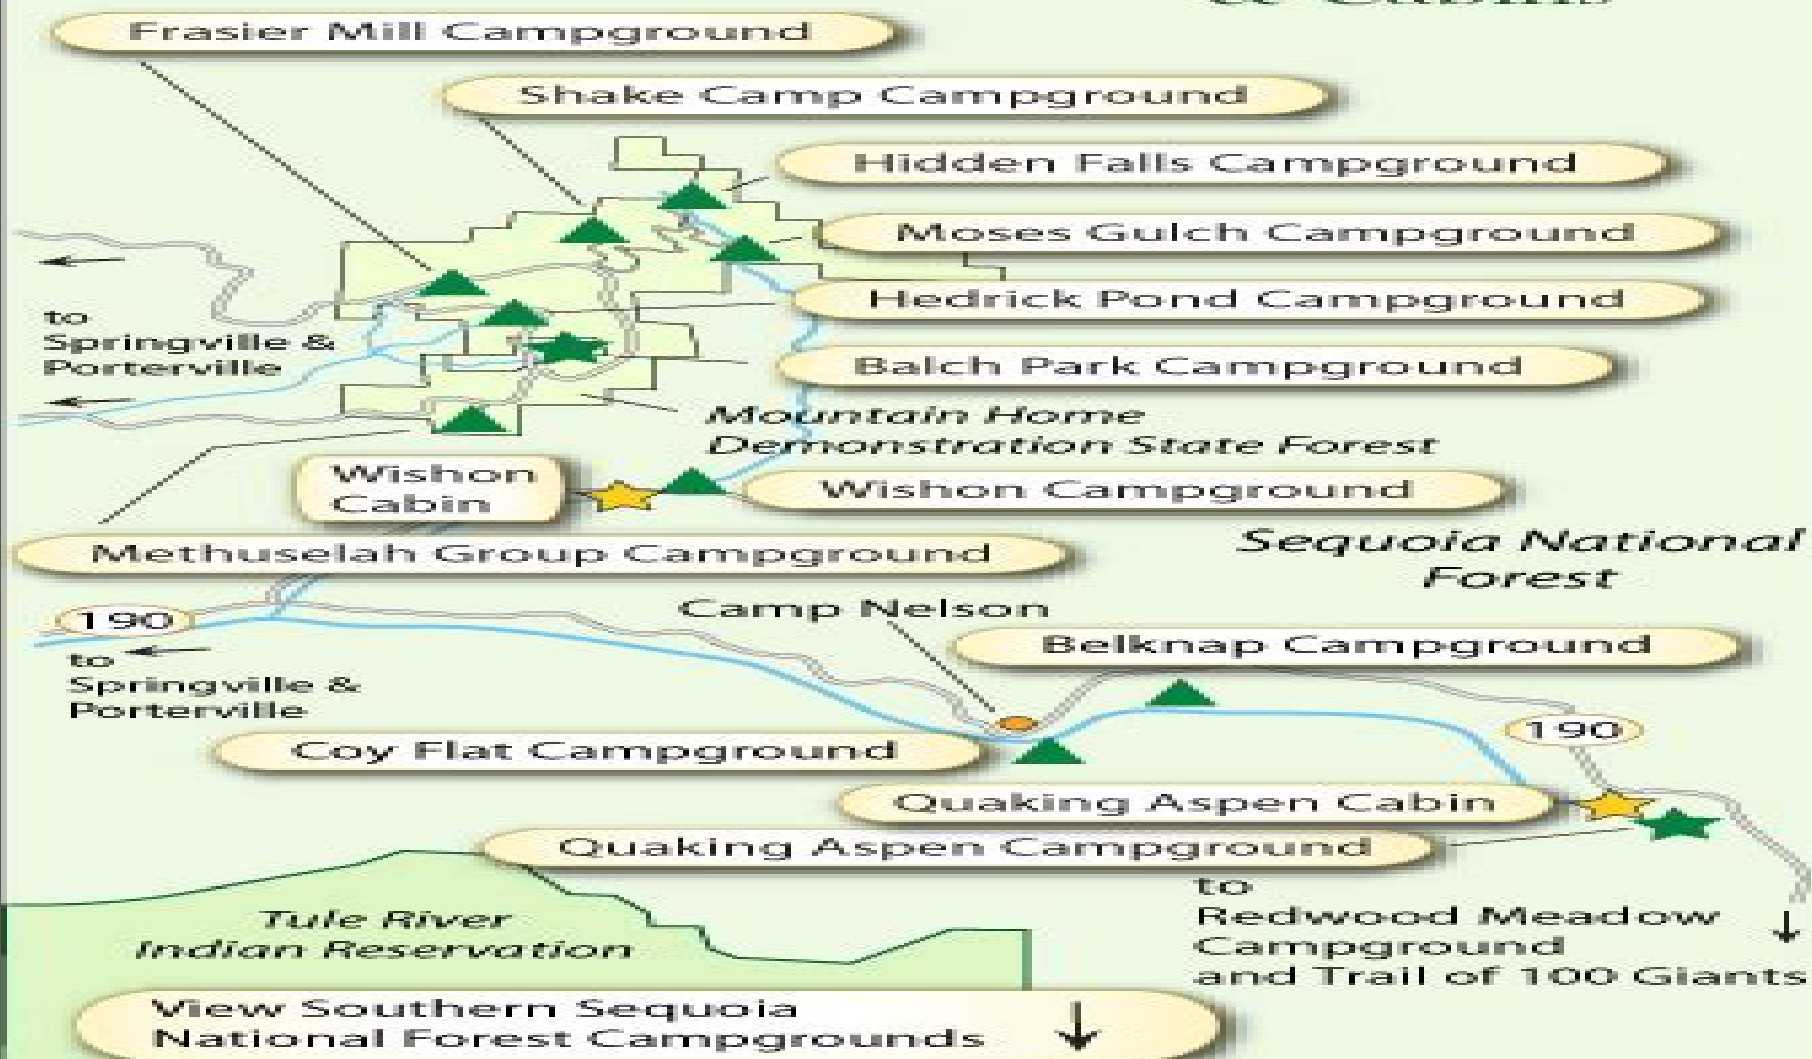 Frasier Mill Campground
Shake Camp Campground
Hidden Falls Campground
Moses Gulch Campground
Hedrick Pond Campground
to
Springville &
Porterville
Balch Park Campground
Mountain Home
Demonstration State Forest
Wishon
Cabin
Wishon Campground
Methuselah Group Campground
Sequoia National
Forest
Camp Nelson
190
Belknap Campground
to
Springville &
Porterville
190
Coy Flat Campground
Quaking Aspen Cabin
Quaking Aspen Campground
to
Redwood Meadow
Campground
and Trail of 100 Giants
Tule River
Indian Reservation
View Southern Sequoia
National Forest Campgrounds